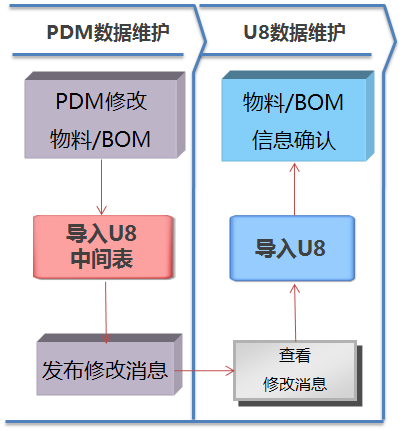 PDM数据维护
U8数据维护
PDM修改
物料/BOM
导入U8
中间表
发布修改消息
物料/BOM
信息确认
导入U8
查看
修改消息